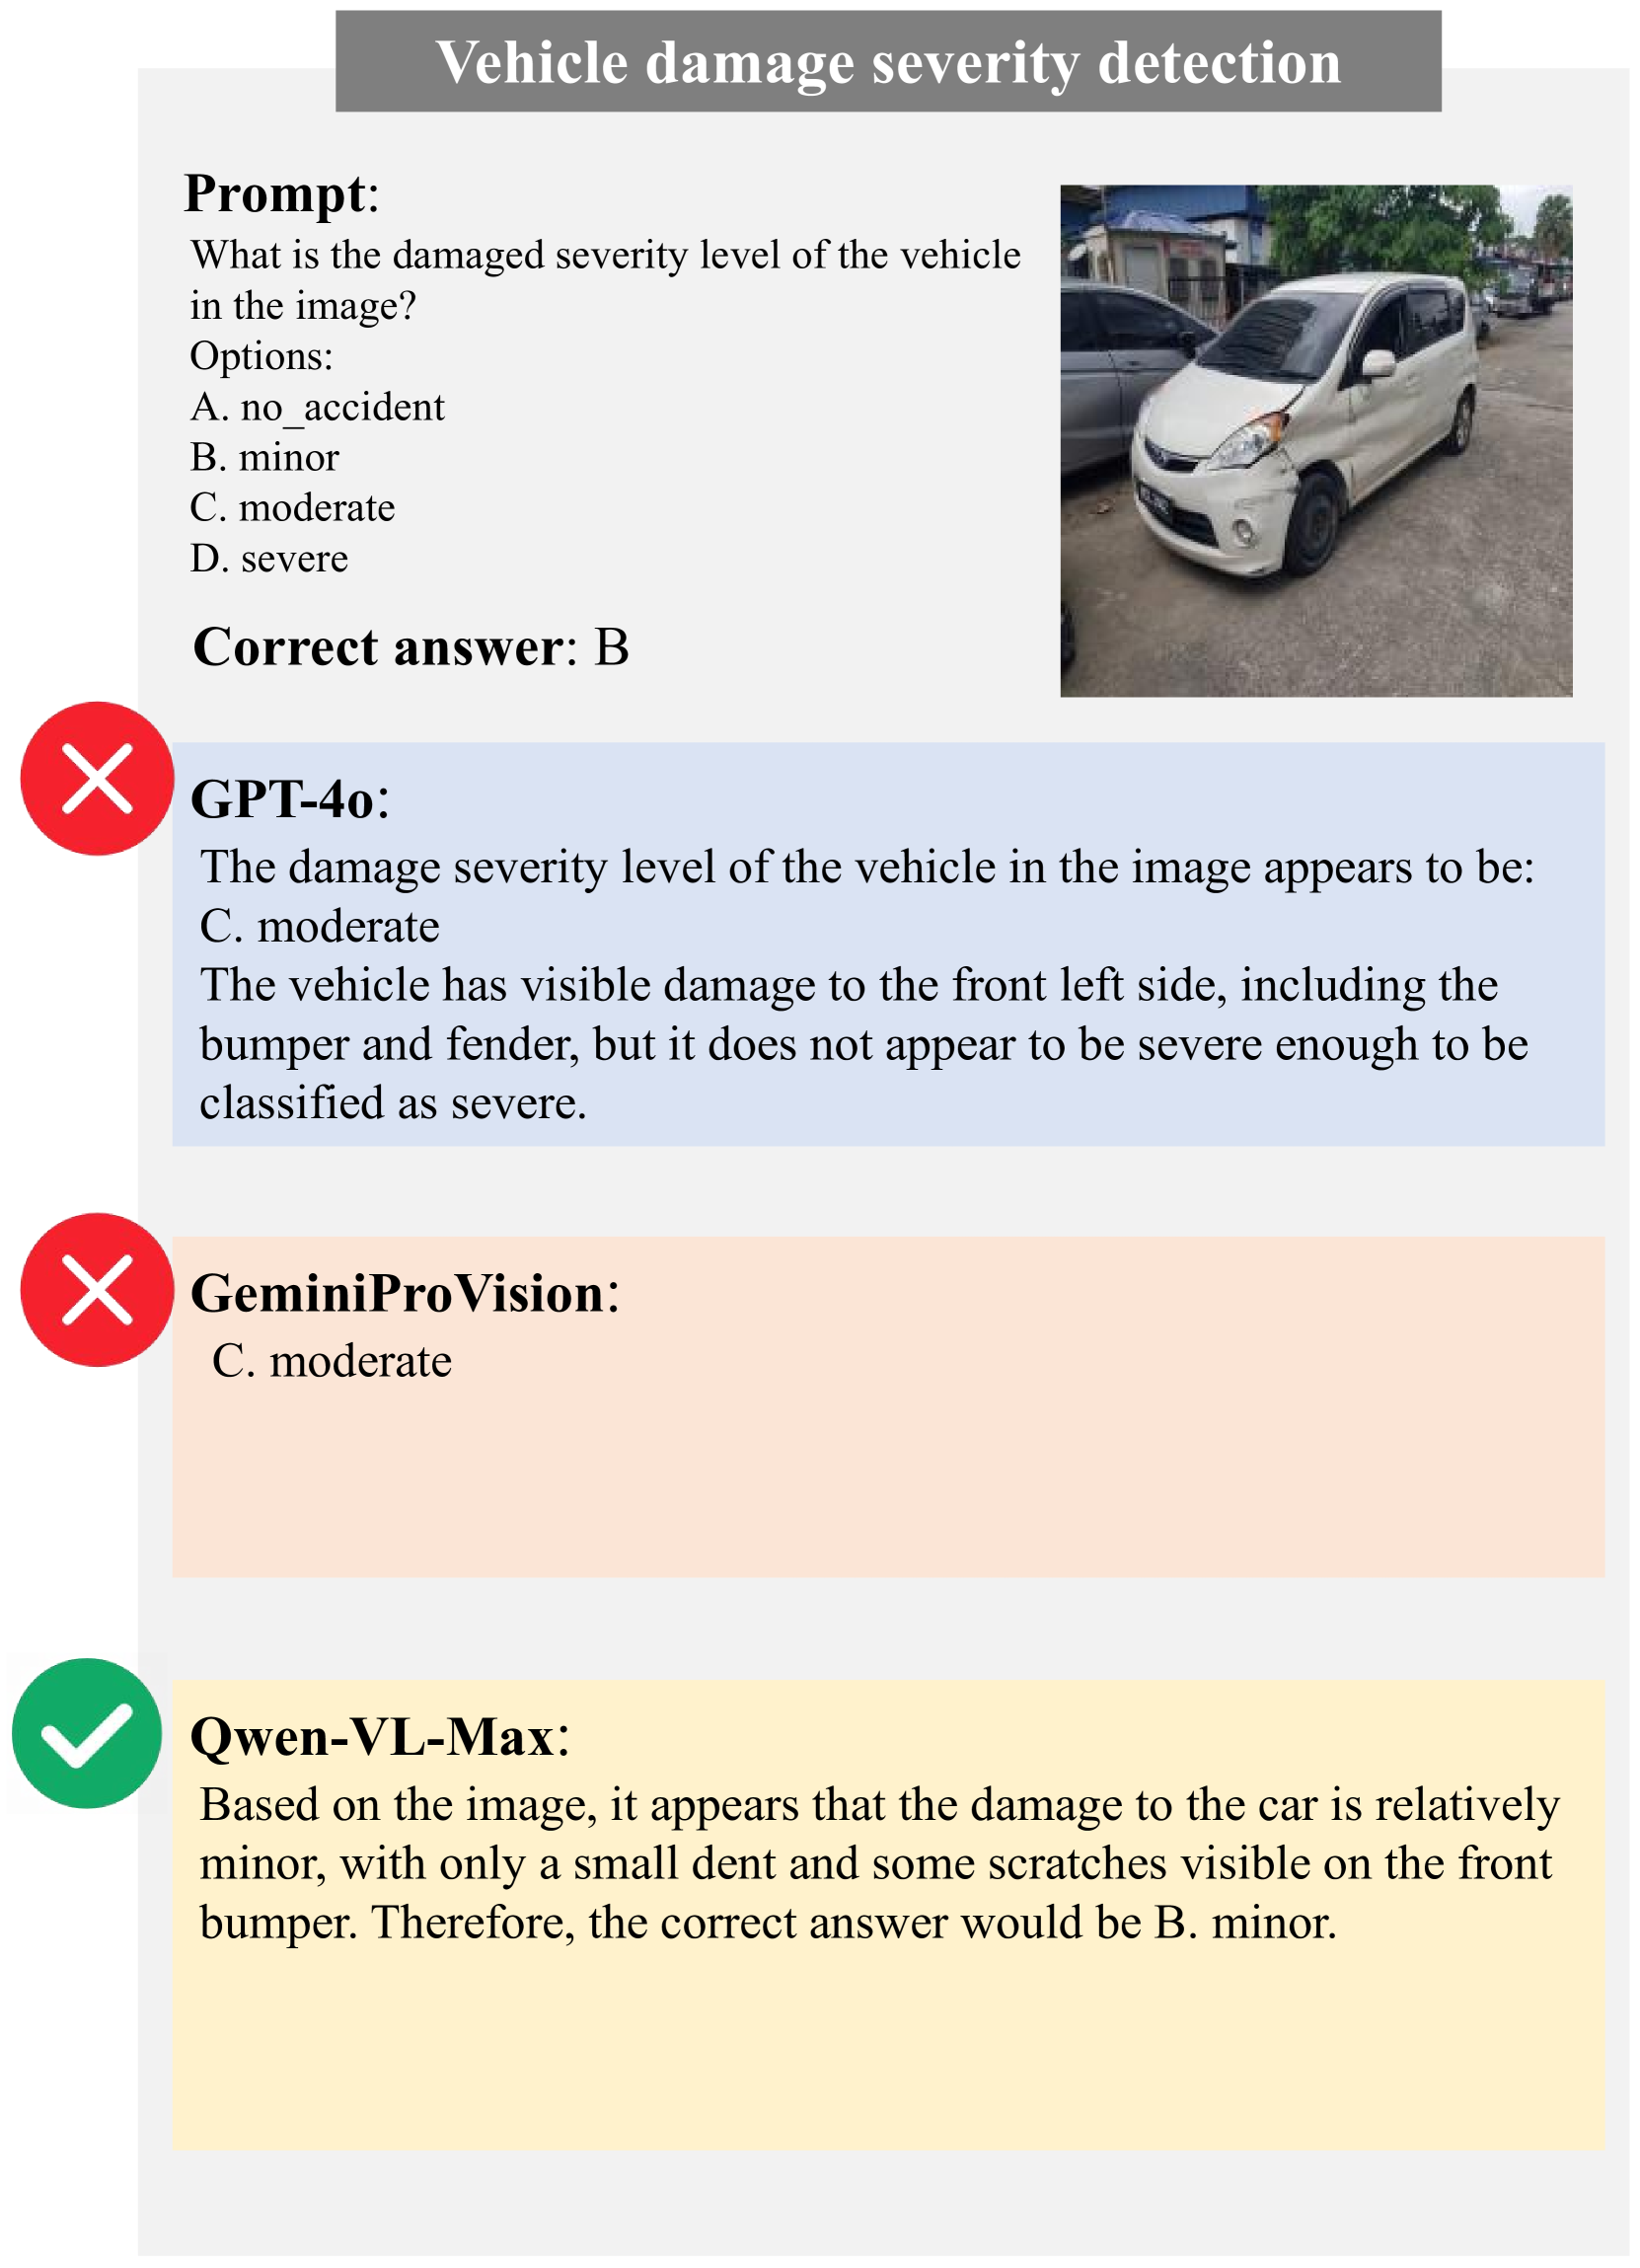 Vehicle damage severity detection
Prompt:
What is the damaged severity level of the vehicle
in the image?
Options:
A. no_accident
B. minor
C. moderate
D. severe
Correct answer: B
GPT-4o:
The damage severity level of the vehicle in the image appears to be:
C. moderate
The vehicle has visible damage to the front left side, including the
bumper and fender, but it does not appear to be severe enough to be
classified as severe.
GeminiProVision:
C. moderate
Qwen-VL-Max:
Based on the image, it appears that the damage to the car is relatively
minor, with only a small dent and some scratches visible on the front
bumper. Therefore, the correct answer would be B. minor.